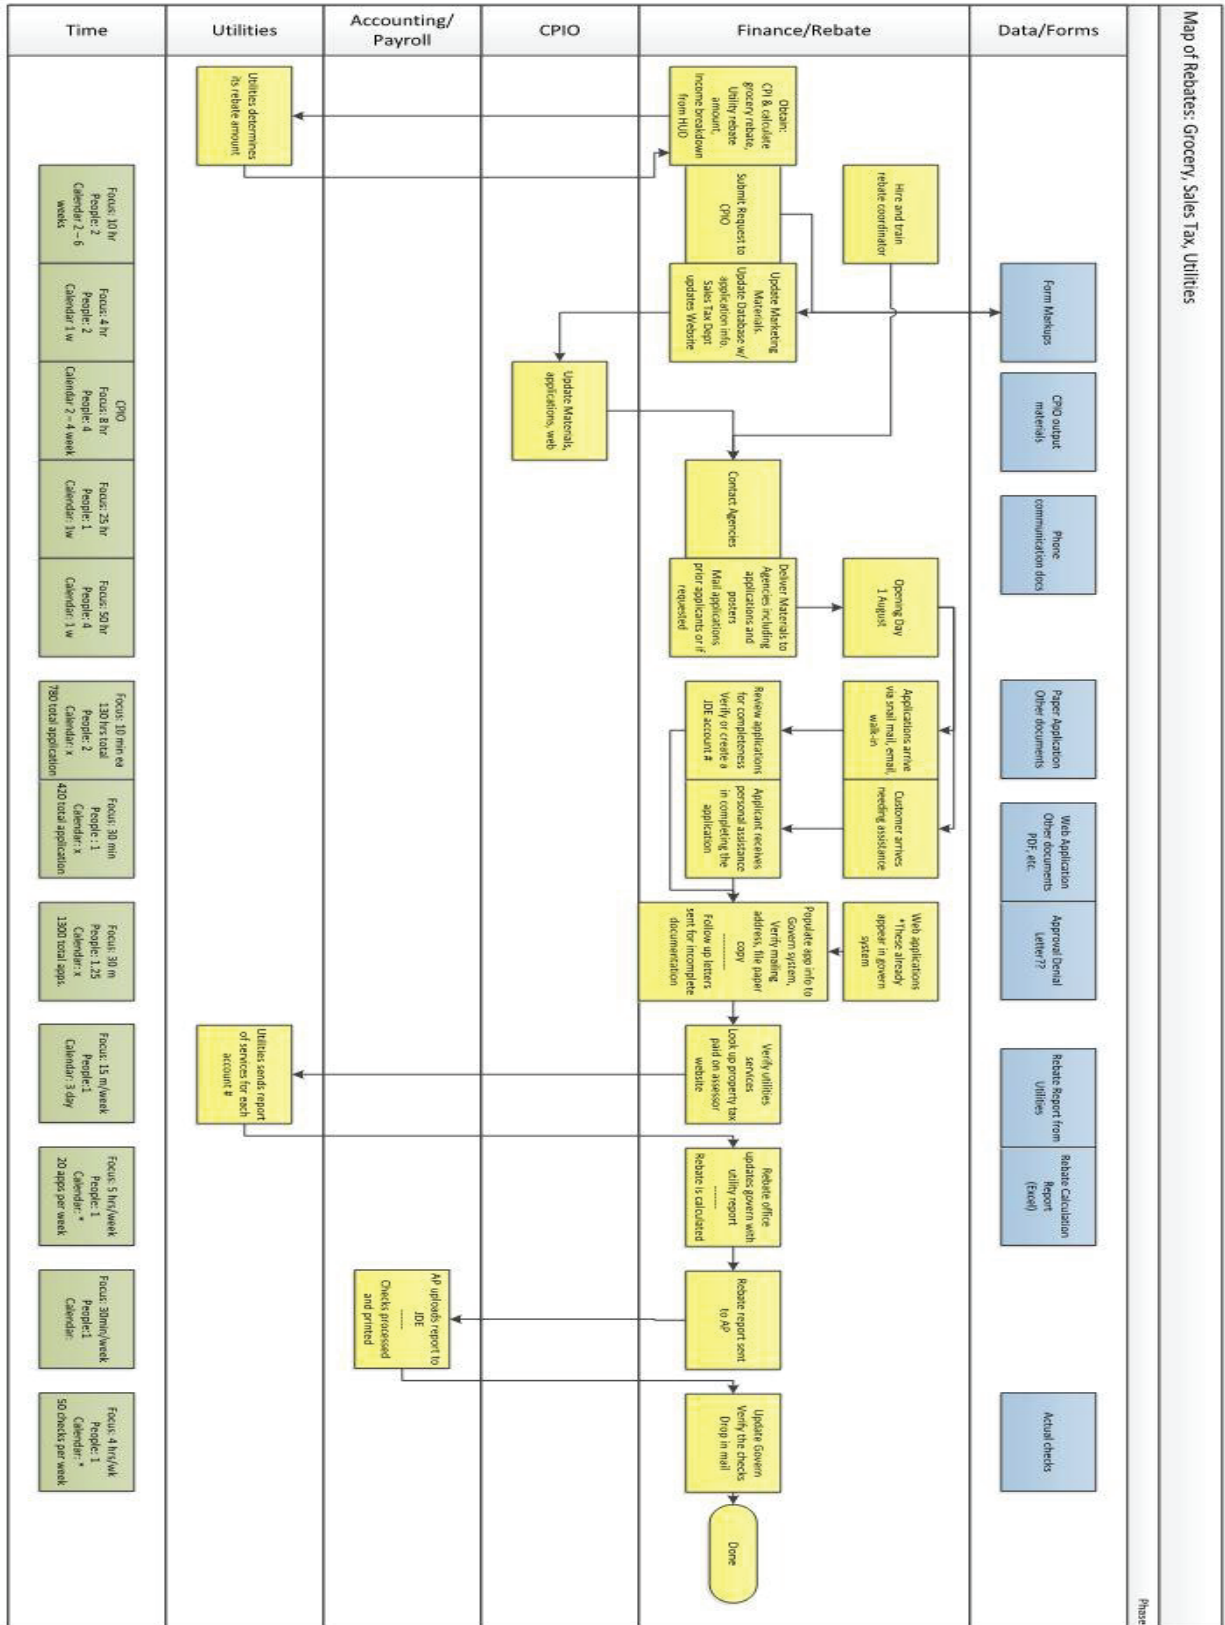 Map of Rebates: Grocery, Sales Tax, Utilities
Phase
Data/Forms
Form Markups
CPIO output
materials
Phone
communication docs
Paper Application
Other documents
Web Application
Other documents
PDF, etc.
Approval Denial
Letter??
Rebate Report from
Utilities
Rebate Calculation
Report
(Excel)
Actual checks
Finance/Rebate
Hire and train
rebate coordinator
Opening Day
1 August
Applications arrive
via snail mail, email,
walk-in
Customer arrives
needing assistance
Web applications
*These already
appear in govern
system
Obtain:
CPI & calculate
grocery rebate,
Utility rebate
amount,
Income breakdown
from HUD
Submit Request to
CPIO
Update Marketing
Materials.
Update Database w/
application info.
Sales Tax Dept
updates Website
Contact Agencies
Deliver Materials to
Agencies including
applications and
posters
Mail applications
prior applicants or if
requested
Review applications
for completeness
Verify or create a
JDE account #
Applicant receives
personal assistance
in completing the
application
Populate app info to
Govern system,
Verify mailing
address, file paper
copy
----------
Follow up letters
sent for incomplete
documentation
Verify utilities
services
Look up property tax
paid on assessor
website
Rebate office
updates govern with
utility report
--------
Rebate is calculated
Rebate report sent
to AP
Update Govern
Verify the checks
Drop in mail
Done
CPIO
Update Materials,
applications, web
Accounting/
Payroll
AP uploads report to
JDE
-------
Checks processed
and printed
Utilities
Utilities determines
its rebate amount
Utilities sends report
of services for each
account #
Time
Focus: 10 hr
People: 2
Calendar 2 – 6
weeks
Focus: 4 hr
People: 2
Calendar 1 w
CPIO
Focus: 8 hr
People: 4
Calendar 2 – 4 week
Focus: 25 hr
People: 1
Calendar: 1w
Focus: 50 hr
People: 4
Calendar: 1 w
Focus: 10 min ea
130 hrs total
People: 2
Calendar: x
780 total application
Focus: 30 min
People : 1
Calendar: x
420 total application
Focus: 30 m
People: 1.25
Calendar: x
1300 total apps.
Focus: 15 m/week
People:1
Calendar: 3 day
Focus: 5 hrs/week
People: 1
Calendar: *
20 apps per week
Focus: 30min/week
People:1
Calendar:
Focus: 4 hrs/wk
People: 1
Calendar: *
50 checks per week